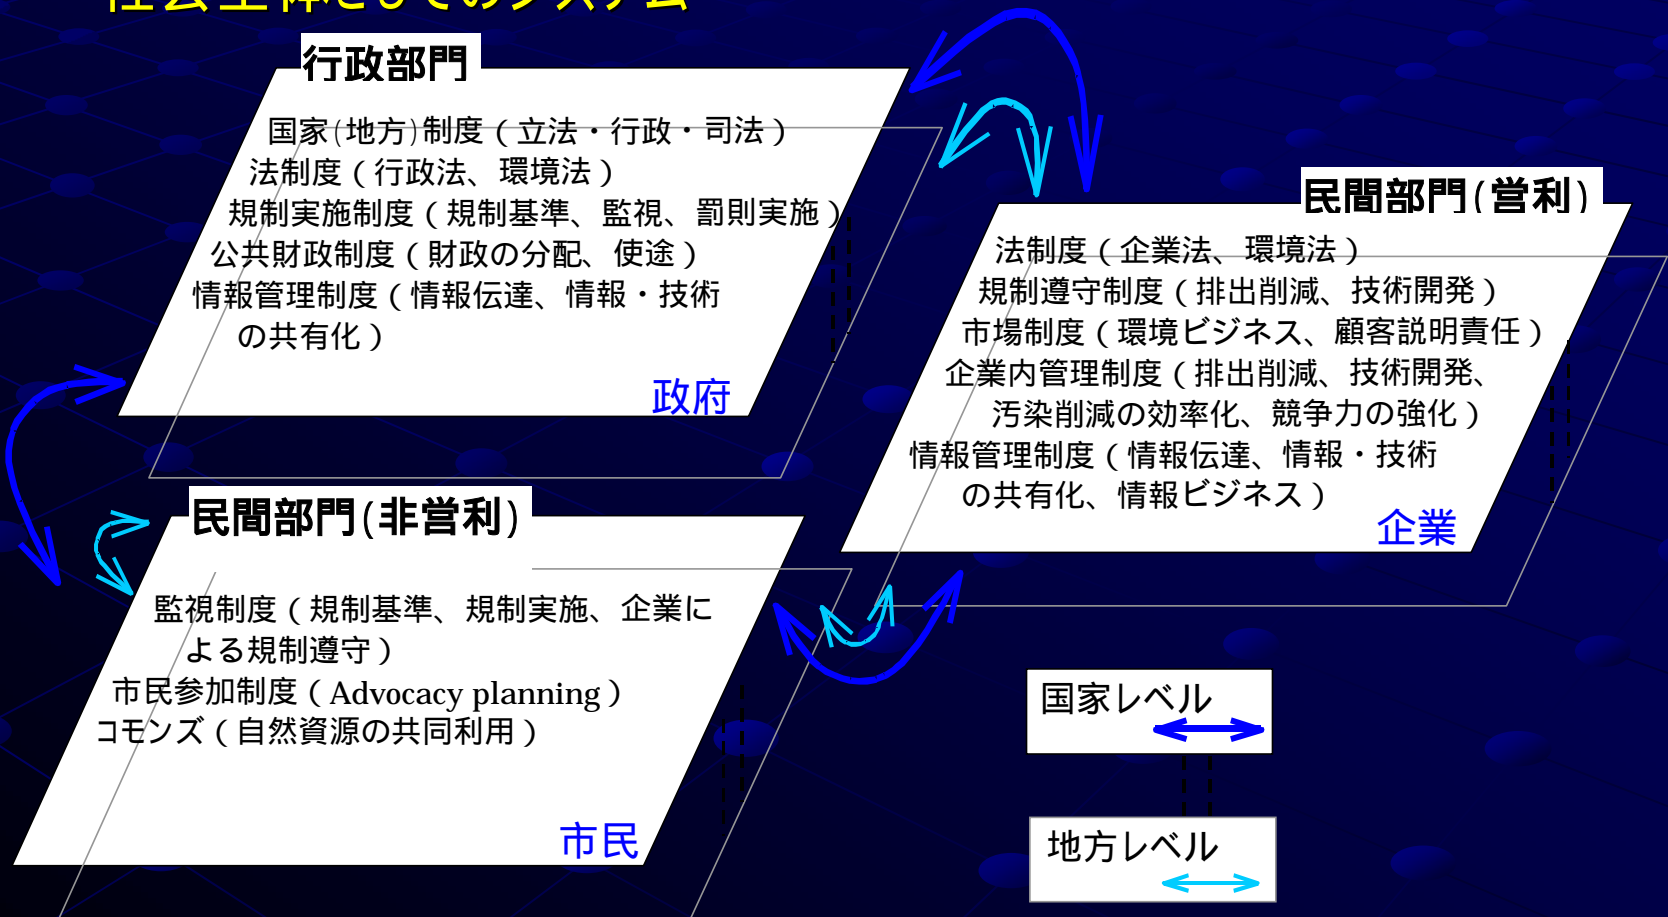 行政部門
国家(地方)制度（立法・行政・司法）
法制度（行政法、環境法）
規制実施制度（規制基準、監視、罰則実施）
公共財政制度（財政の分配、使途）
情報管理制度（情報伝達、情報・技術
の共有化）
政府
民間部門(営利)
法制度（企業法、環境法）
規制遵守制度（排出削減、技術開発）
市場制度（環境ビジネス、顧客説明責任）
企業内管理制度（排出削減、技術開発、
汚染削減の効率化、競争力の強化）
情報管理制度（情報伝達、情報・技術
の共有化、情報ビジネス）
企業
民間部門(非営利)
監視制度（規制基準、規制実施、企業に
よる規制遵守）
市民参加制度（Advocacy planning）
コモンズ（自然資源の共同利用）
市民
国家レベル
地方レベル